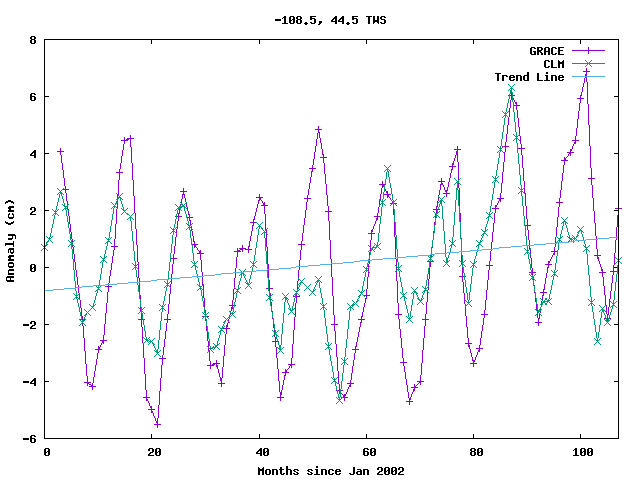 -108.5, 44.5 TWS
GRACE
CLM
Trend Line
8
6
4
2
0
-2
-4
-6
Anomaly (cm)
0 20 40 60 80 100
Months since Jan 2002